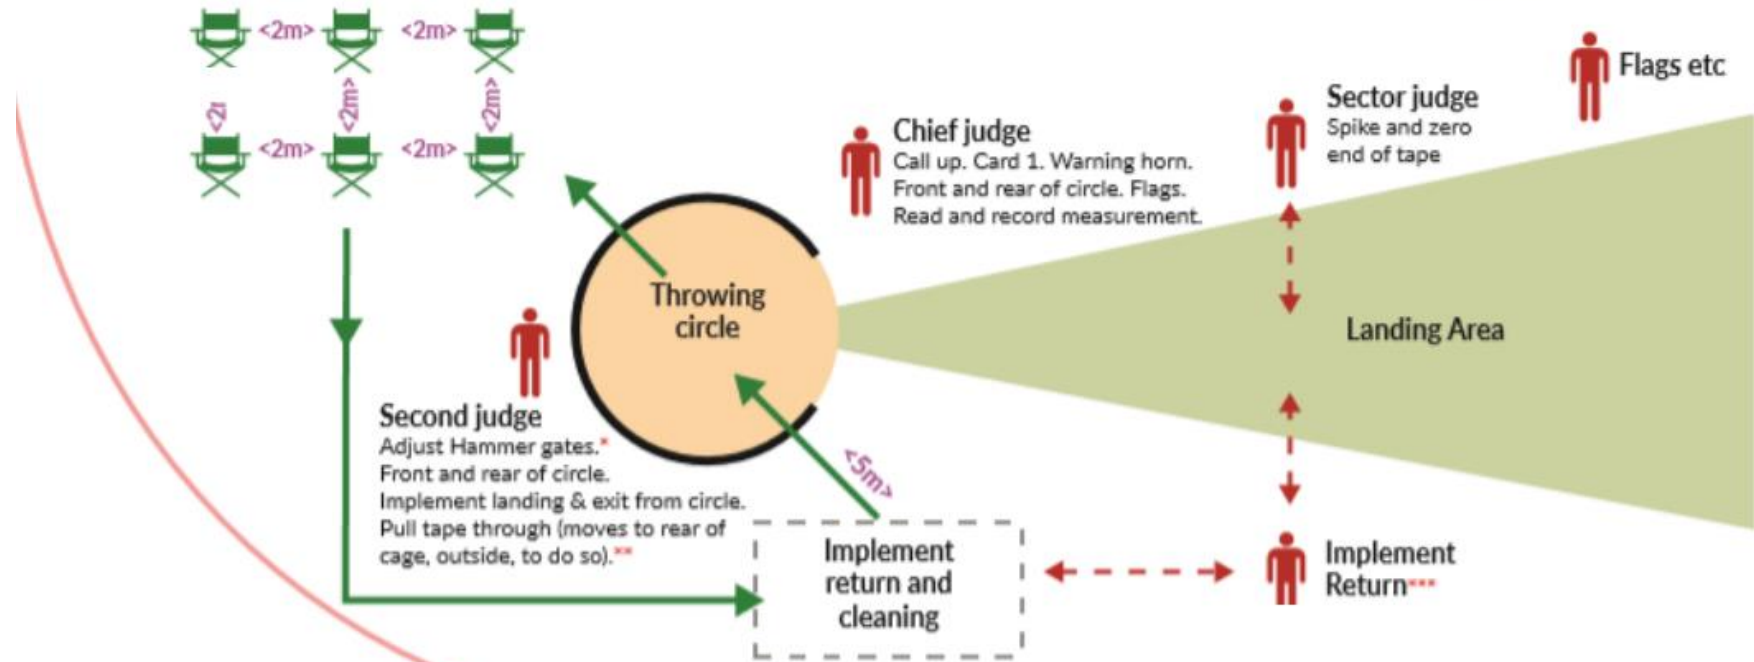 <2m>
<2m>
<2m>
<2m>
<2m>
<2m>
Flags etc
Sector judge
Spike and zero
end of tape
Chief judge
Call up. Card 1. Warning horn.
Front and rear of circle. Flags.
Read and record measurement.
Throwing
circle
Landing Area
Second judge
Adjust Hammer gates.*
Front and rear of circle.
Implement landing & exit from circle.
Pull tape through (moves to rear of
cage, outside, to do so).**
<5m>
Implement
return and
cleaning
Implement
Return***